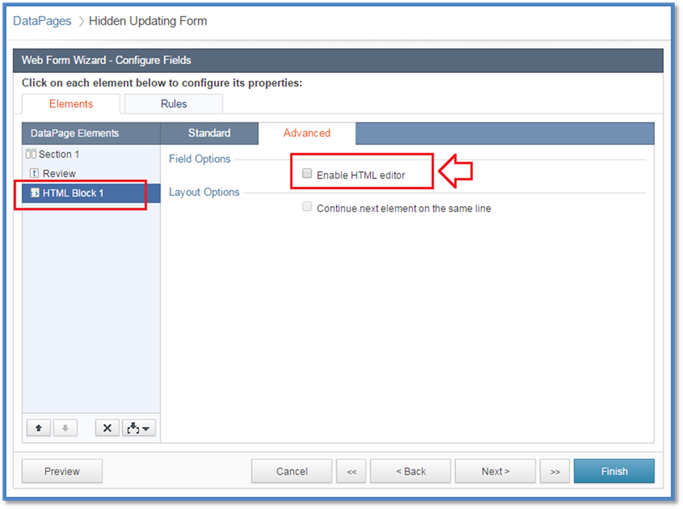 DataPages > Hidden Updating Form
Web Form Wizard - Configure Fields
Click on each element below to configure its properties:
Elements Rules
DataPage Elements Standard Advanced
Section 1
Review
HTML Block 1
Field Options
Enable HTML editor
Layout Options
Continue next element on the same line
Preview Cancel << < Back Next > >> Finish